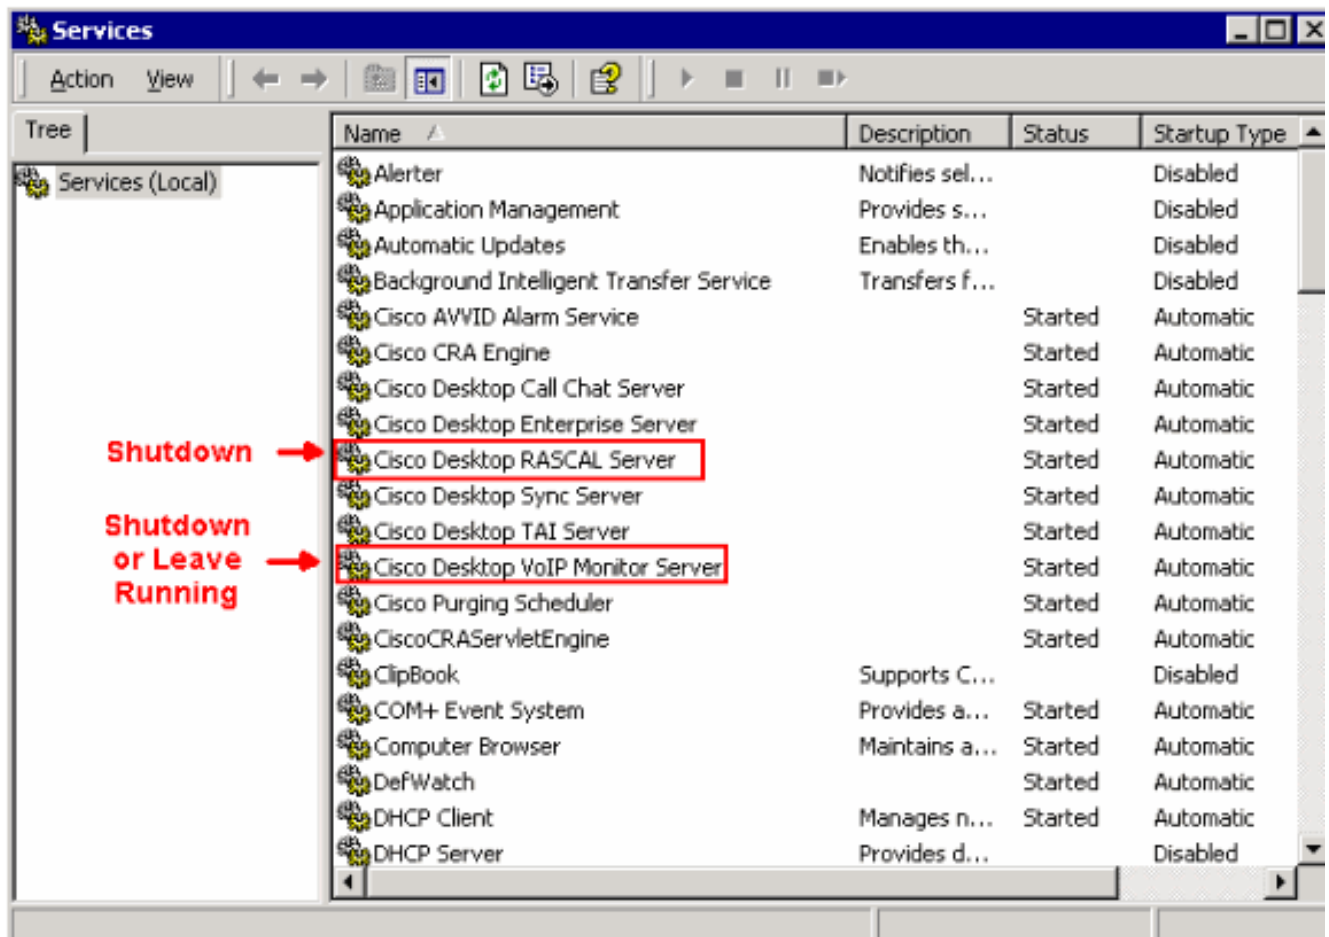 Services
Action View
Tree
Services (Local)
Name Description Status Startup Type
Alerter Notifies sel... Disabled
Application Management Provides s... Disabled
Automatic Updates Enables th... Disabled
Background Intelligent Transfer Service Transfers f... Disabled
Cisco AVVID Alarm Service Started Automatic
Cisco CRA Engine Started Automatic
Cisco Desktop Call Chat Server Started Automatic
Cisco Desktop Enterprise Server Started Automatic
Shutdown
Cisco Desktop RASCAL Server Started Automatic
Cisco Desktop Sync Server Started Automatic
Cisco Desktop TAI Server Started Automatic
Shutdown
or Leave
Running
Cisco Desktop VoIP Monitor Server Started Automatic
Cisco Purging Scheduler Started Automatic
CiscoCRAServletEngine Started Automatic
ClipBook Supports C... Disabled
COM+ Event System Provides a... Started Automatic
Computer Browser Maintains a... Started Automatic
DefWatch Started Automatic
DHCP Client Manages n... Started Automatic
DHCP Server Provides d... Disabled